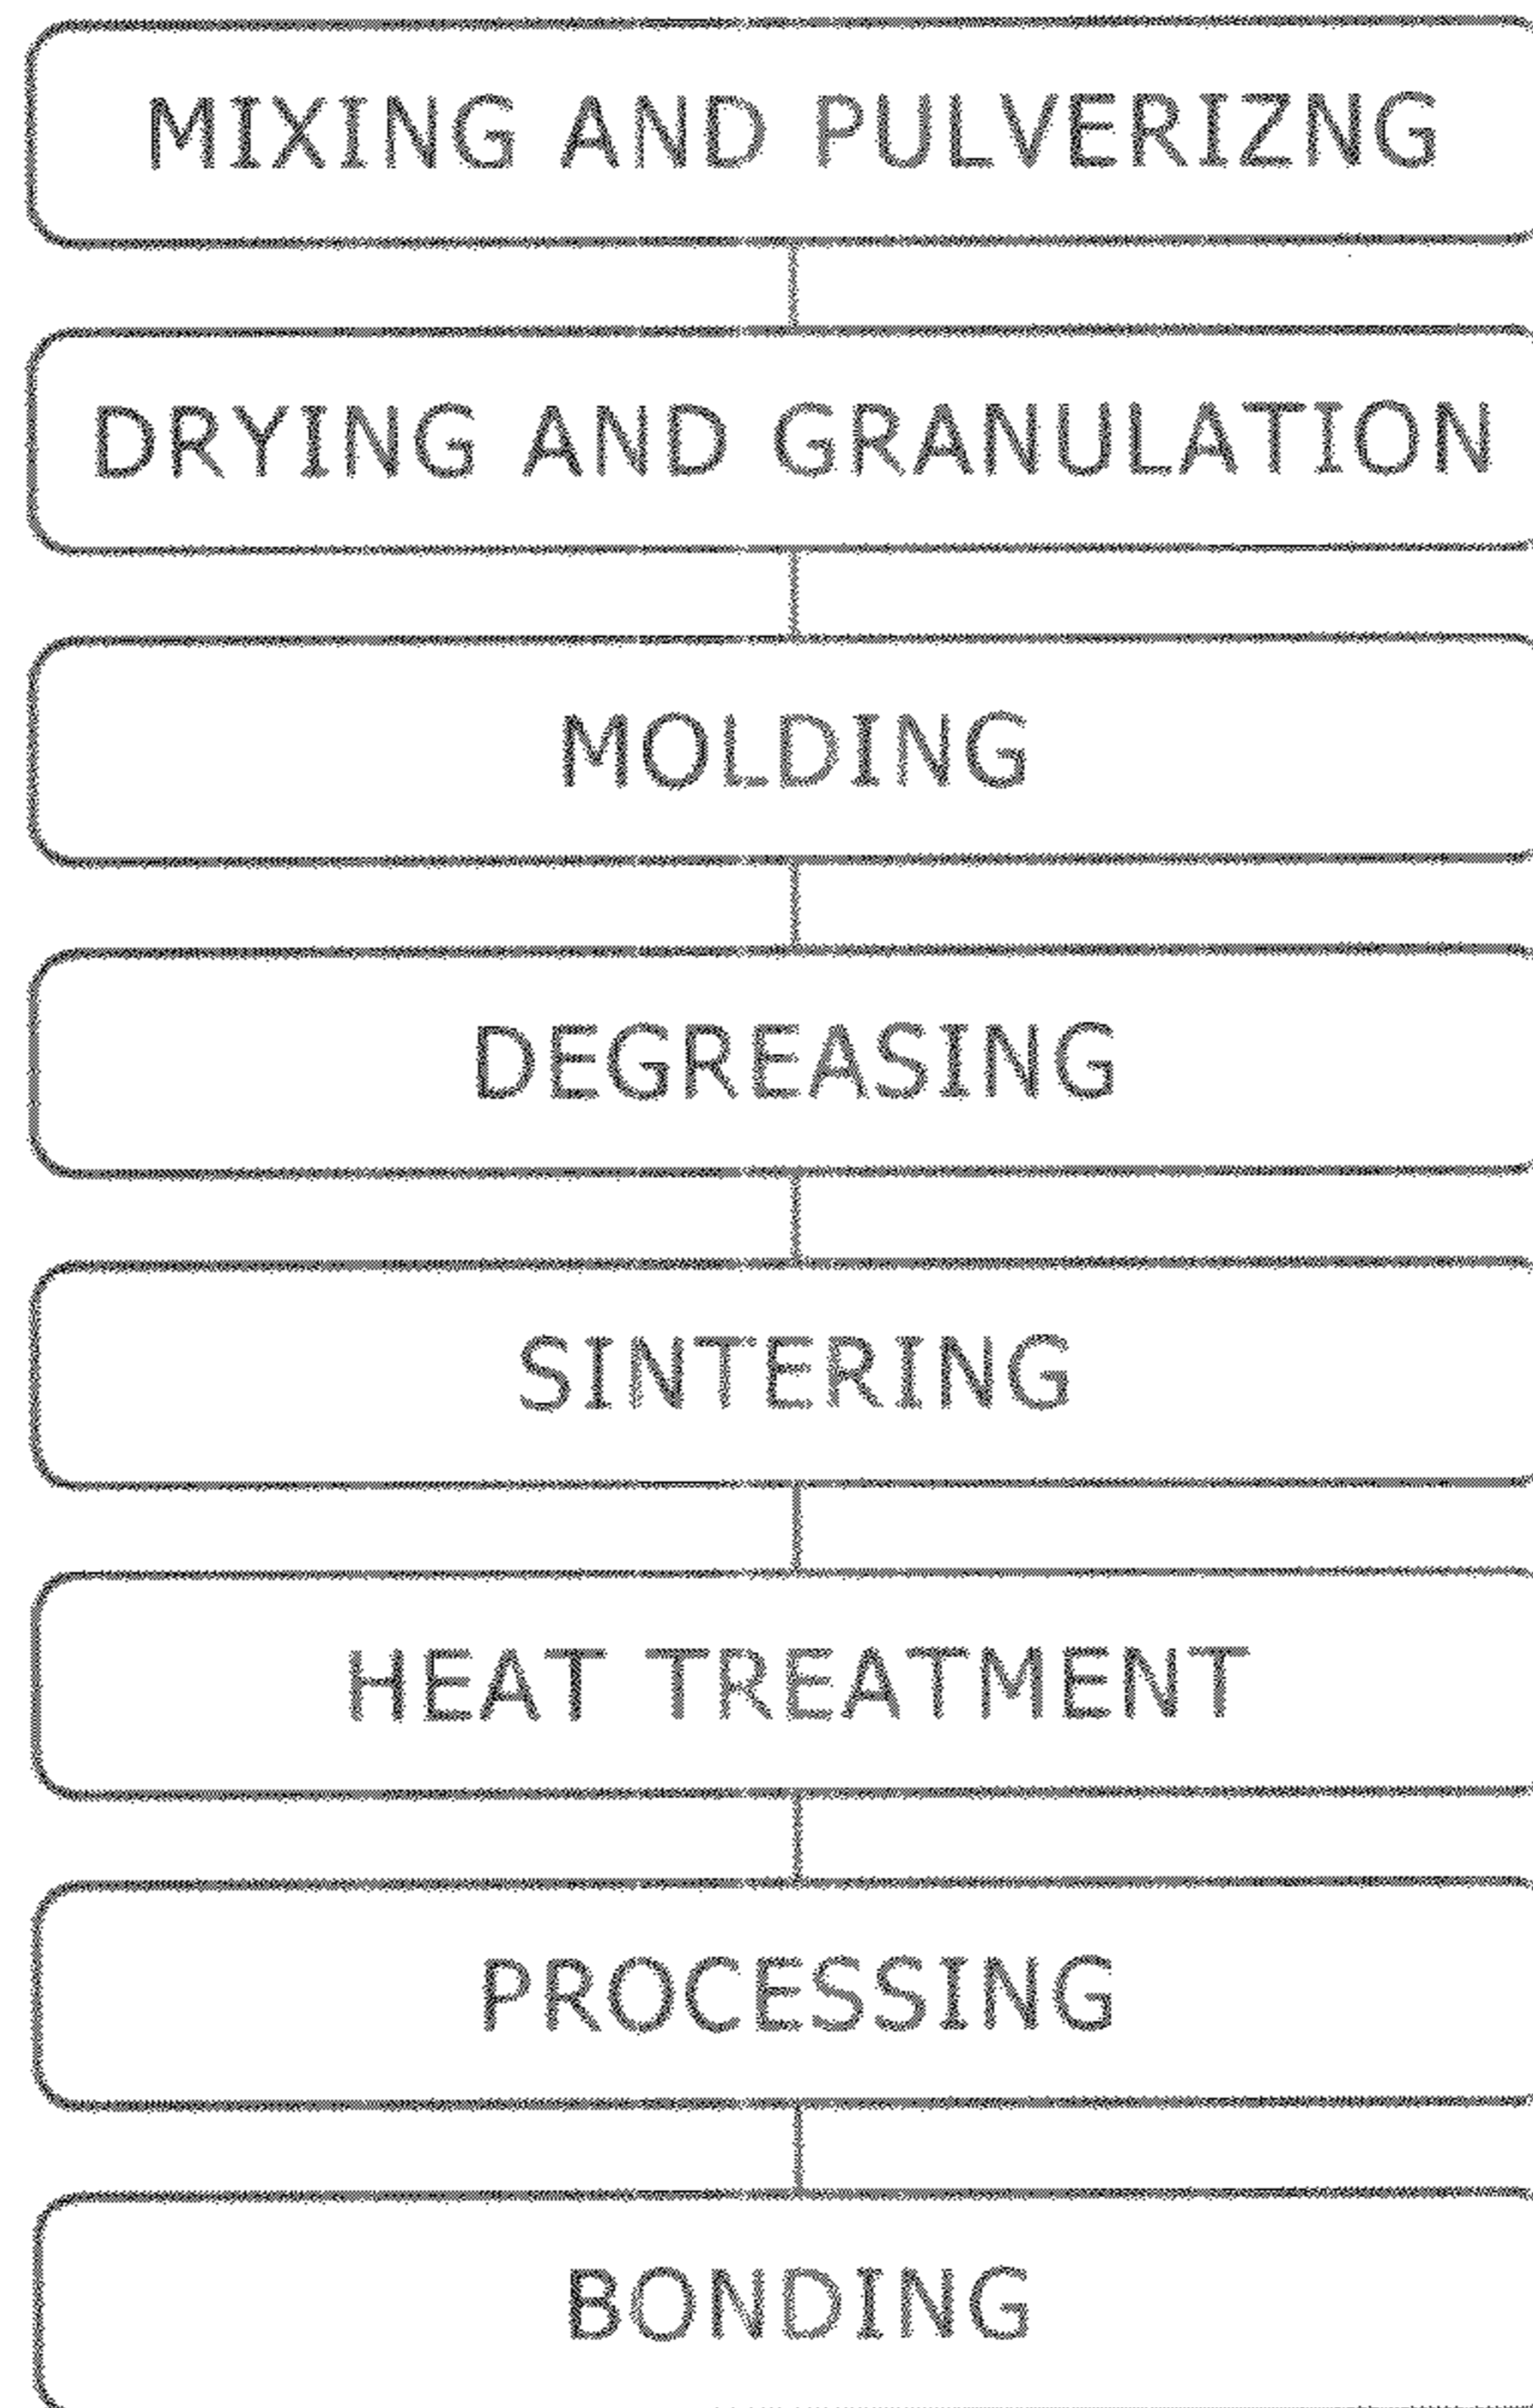 MIXING AND PULVERIZNG
DRYING AND GRANULATION
MOLDING
DEGREASING
SINTERING
HEAT TREATMENT
PROCESSING
BONDING